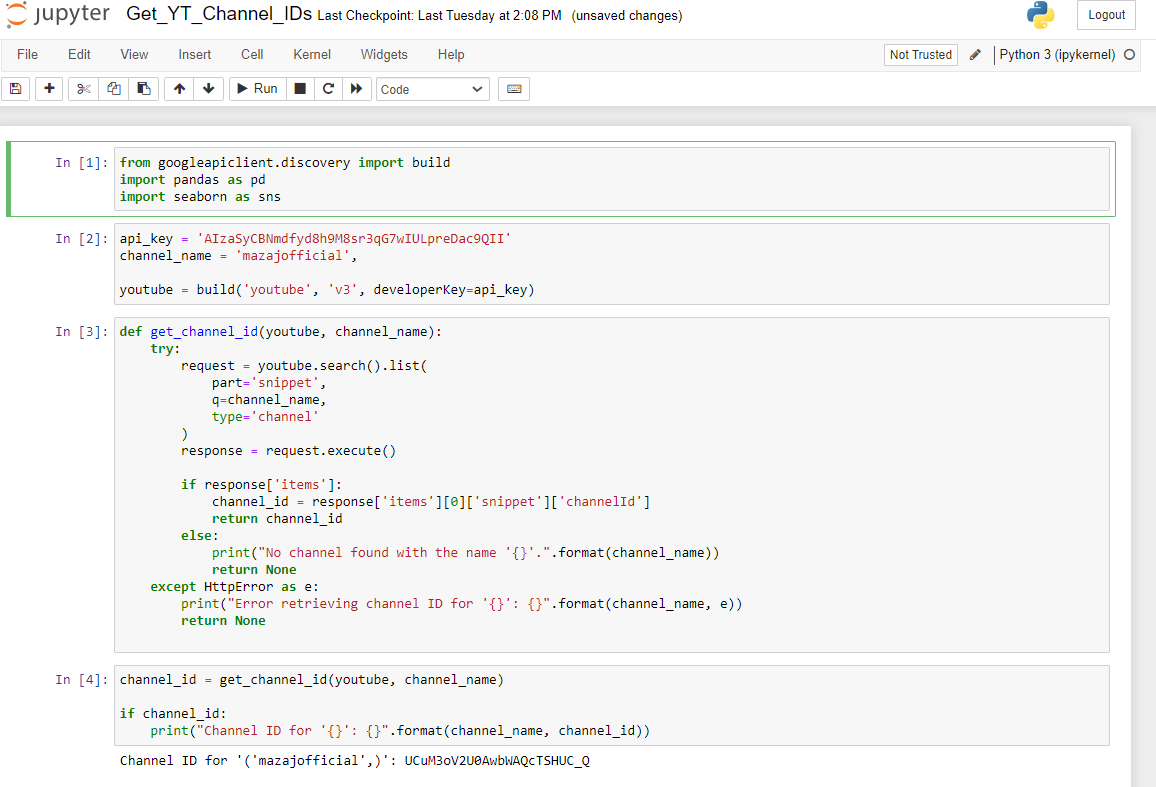 jupyter Get_YT_Channel_IDs Last Checkpoint: Last Tuesday at 2:08 PM (unsaved changes) Logout
File Edit View Insert Cell Kernel Widgets Help Not Trusted Python 3 (ipykernel)
Run Code
In [1]: from googleapiclient.discovery import build
import pandas as pd
import seaborn as sns
In [2]: api_key = 'AIzaSyCBNmdfyd8h9M8sr3qG7wIULpreDac9QII'
channel_name = 'mazajofficial',
youtube = build('youtube', 'v3', developerKey=api_key)
In [3]: def get_channel_id(youtube, channel_name):
try:
request = youtube.search().list(
part='snippet',
q=channel_name,
type='channel'
)
response = request.execute()
if response['items']:
channel_id = response['items'][0]['snippet']['channelId']
return channel_id
else:
print("No channel found with the name '{}'.".format(channel_name))
return None
except HttpError as e:
print("Error retrieving channel ID for '{}': {}".format(channel_name, e))
return None
In [4]: channel_id = get_channel_id(youtube, channel_name)
if channel_id:
print("Channel ID for '{}': {}".format(channel_name, channel_id))
Channel ID for '('mazajofficial',)': UCuM3oV2U0AwbWAQcTSHUC_Q